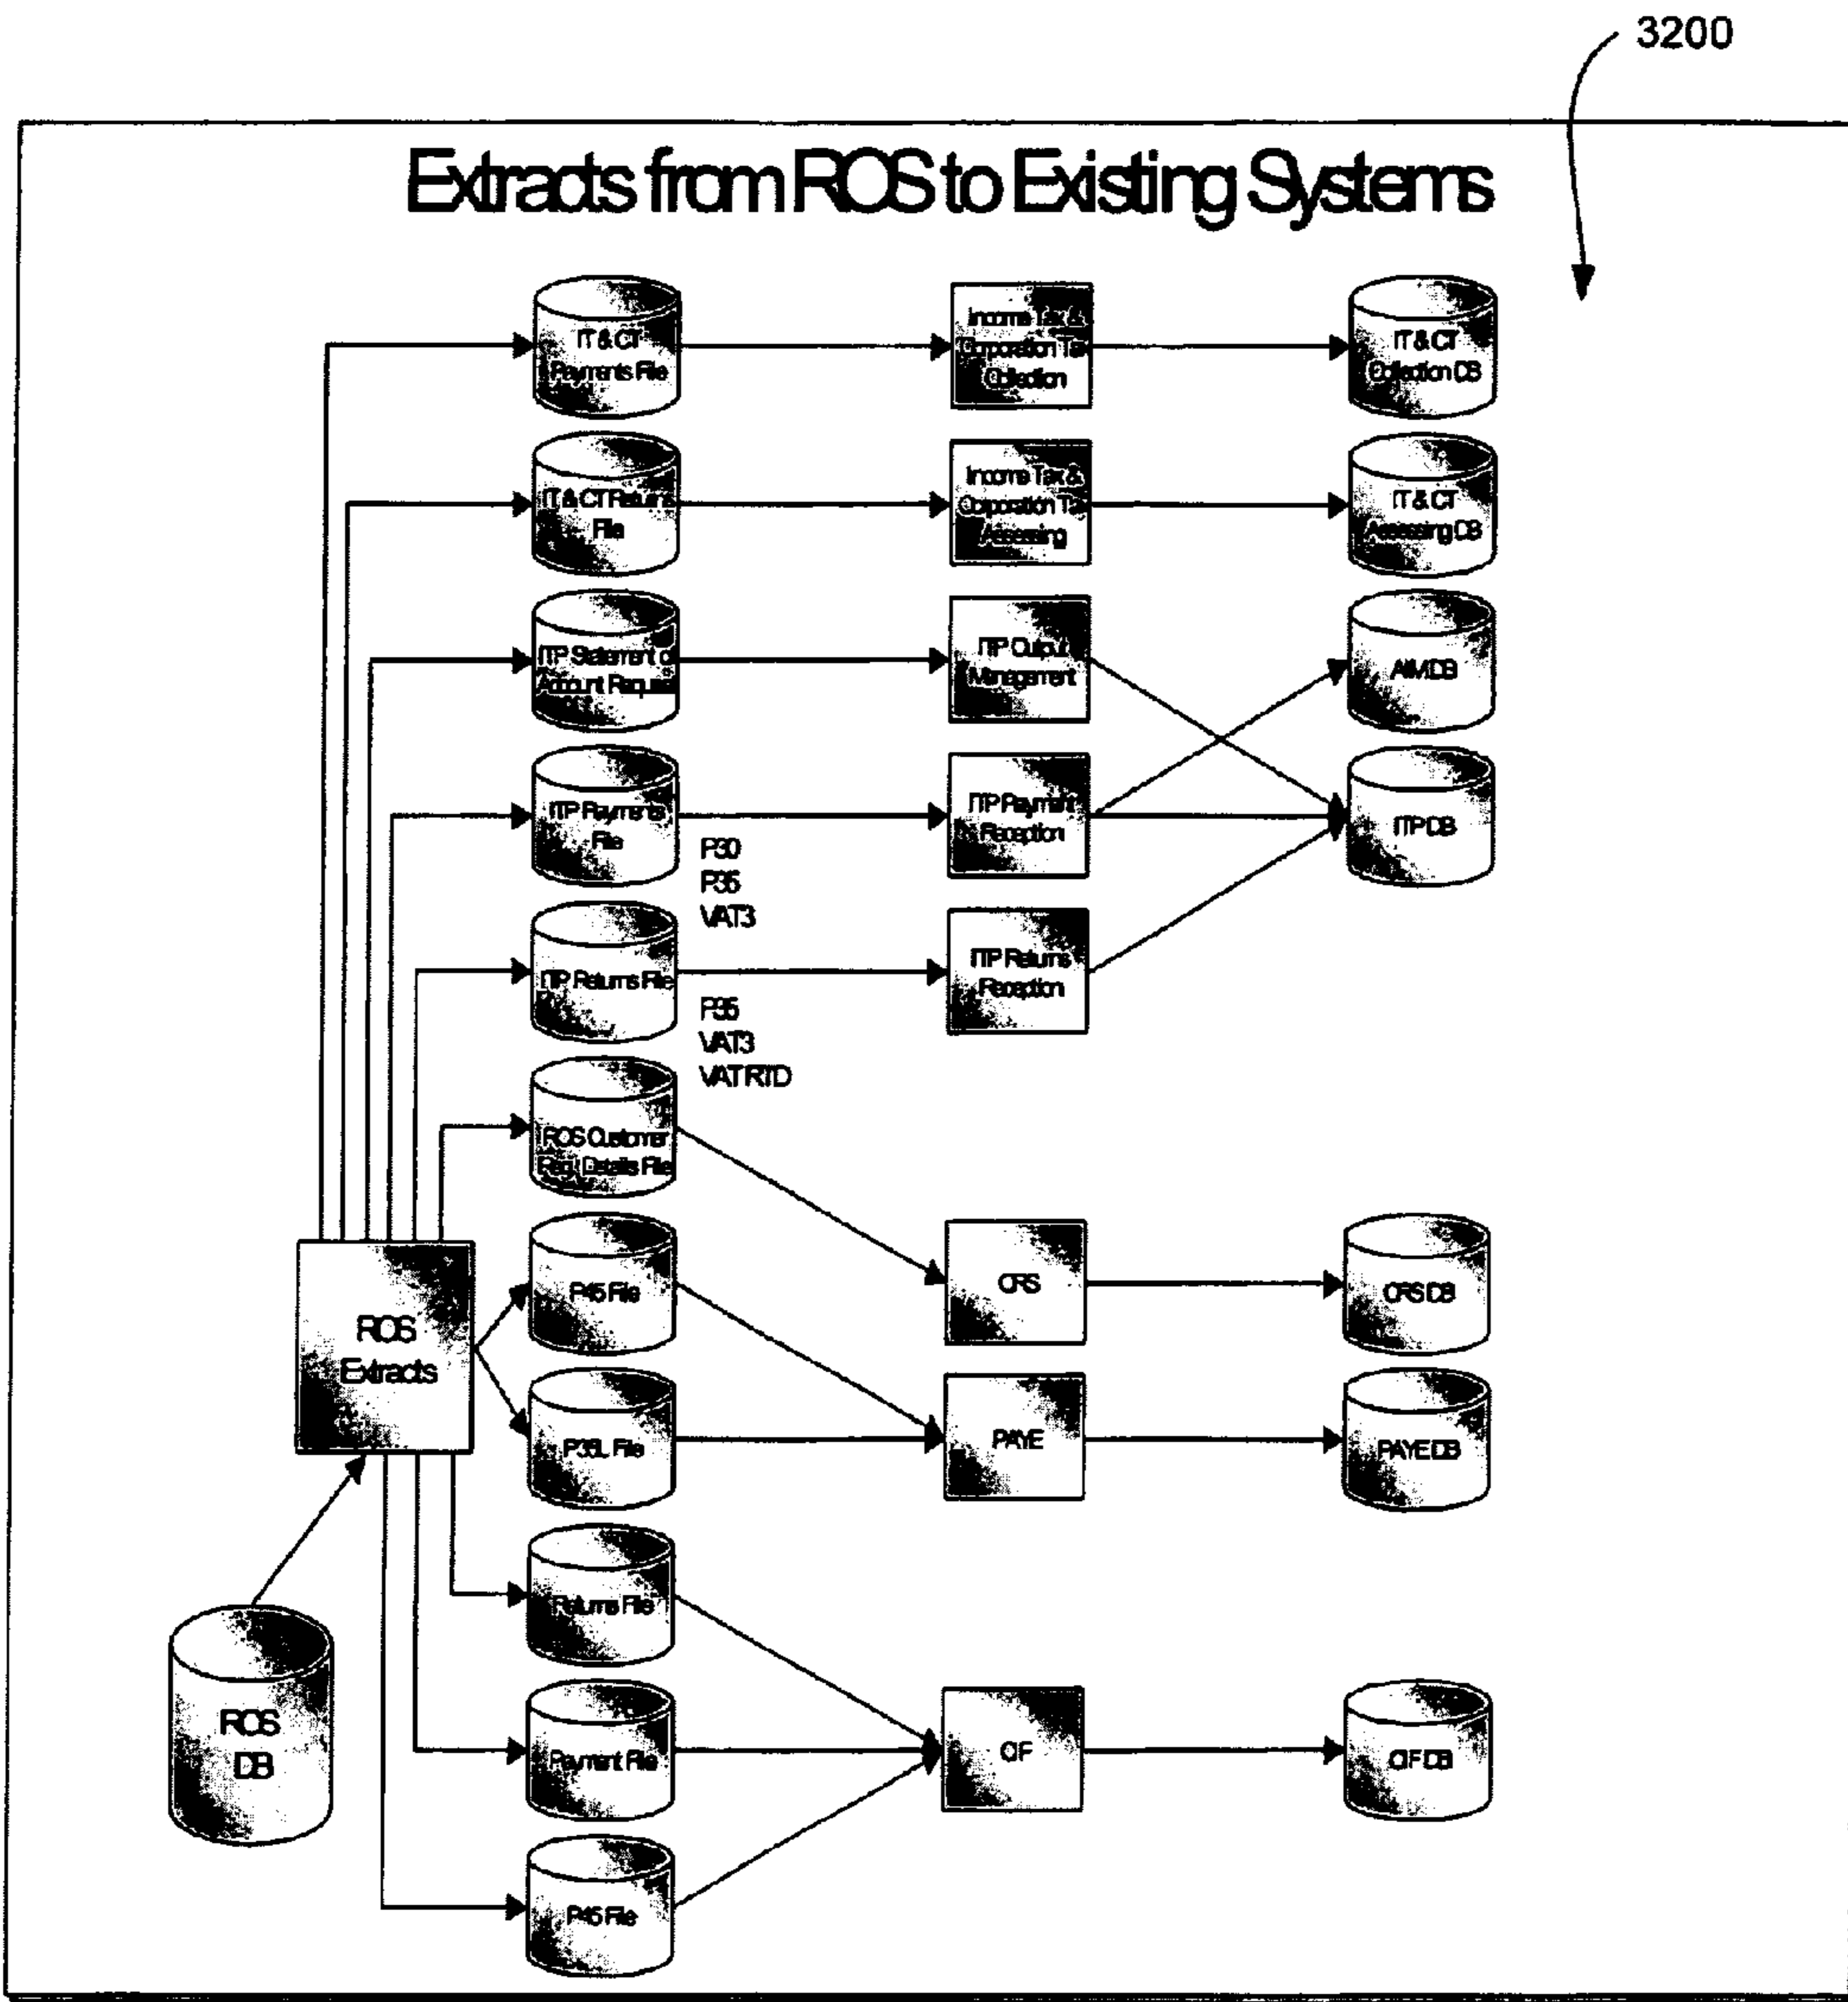 3200
Extracts from ROS to Existing Systems
IT & CT
Payments File
Income Tax &
Corporation Tax
Collection
IT & CT
Collection DB
IT & CT Returns
File
Income Tax &
Corporation Tax
Assessing
IT & CT
Assessing DB
ITP Statement of
Account Request
ITP Output
Management
AIM DB
ITP Payments
File
ITP Payment
Reception
ITP DB
P30
P35
VAT3
ITP Returns File
ITP Returns
Reception
P35
VAT3
VAT RTD
ROS Customer
Reg. Details File
P45 File
CRS
CRS DB
ROS
Extracts
P35L File
PAYE
PAYE DB
Returns File
ROS
DB
Payment File
CIF
CIF DB
P45 File